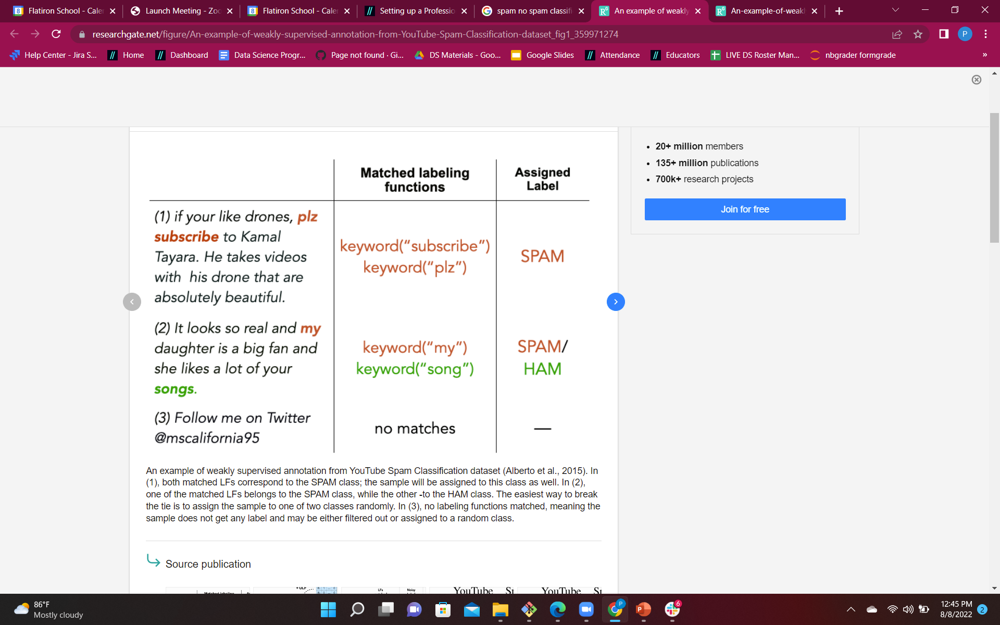 Flatiron School - Caler
Launch Meeting - Zoo
Flatiron School - Caler
Setting up a Professio
spam no spam classifi
An example of weakly
An-example-of-weakl
researchgate.net/figure/An-example-of-weakly-supervised-annotation-from-YouTube-Spam-Classification-dataset_fig1_359971274
P
Help Center - Jira S...
Home
Dashboard
Data Science Progr...
Page not found · Gi...
DS Materials - Goo...
Google Slides
Attendance
Educators
LIVE DS Roster Man...
nbgrader formgrade
»
Matched labeling
functions
Assigned
Label
(1) if your like drones, plz
subscribe to Kamal
Tayara. He takes videos
with his drone that are
absolutely beautiful.
keyword(“subscribe”)
keyword(“plz”)
SPAM
(2) It looks so real and my
daughter is a big fan and
she likes a lot of your
songs.
keyword(“my”)
keyword(“song”)
SPAM/
HAM
(3) Follow me on Twitter
@mscalifornia95
no matches
—
An example of weakly supervised annotation from YouTube Spam Classification dataset (Alberto et al., 2015). In
(1), both matched LFs correspond to the SPAM class; the sample will be assigned to this class as well. In (2),
one of the matched LFs belongs to the SPAM class, while the other -to the HAM class. The easiest way to break
the tie is to assign the sample to one of two classes randomly. In (3), no labeling functions matched, meaning the
sample does not get any label and may be either filtered out or assigned to a random class.
Source publication
20+ million members
135+ million publications
700k+ research projects
Join for free
Matched labeling
LFs
Noisy
YouTube
YouTube
86°F
Mostly cloudy
6
12:45 PM
8/8/2022
2